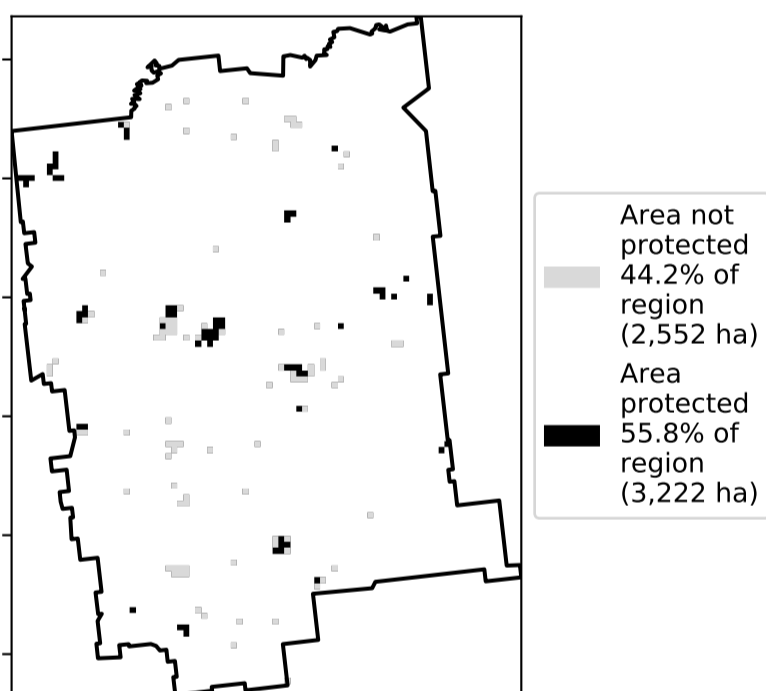 Area not
protected
44.2% of
region
(2,552 ha)
Area
protected
55.8% of
region
(3,222 ha)